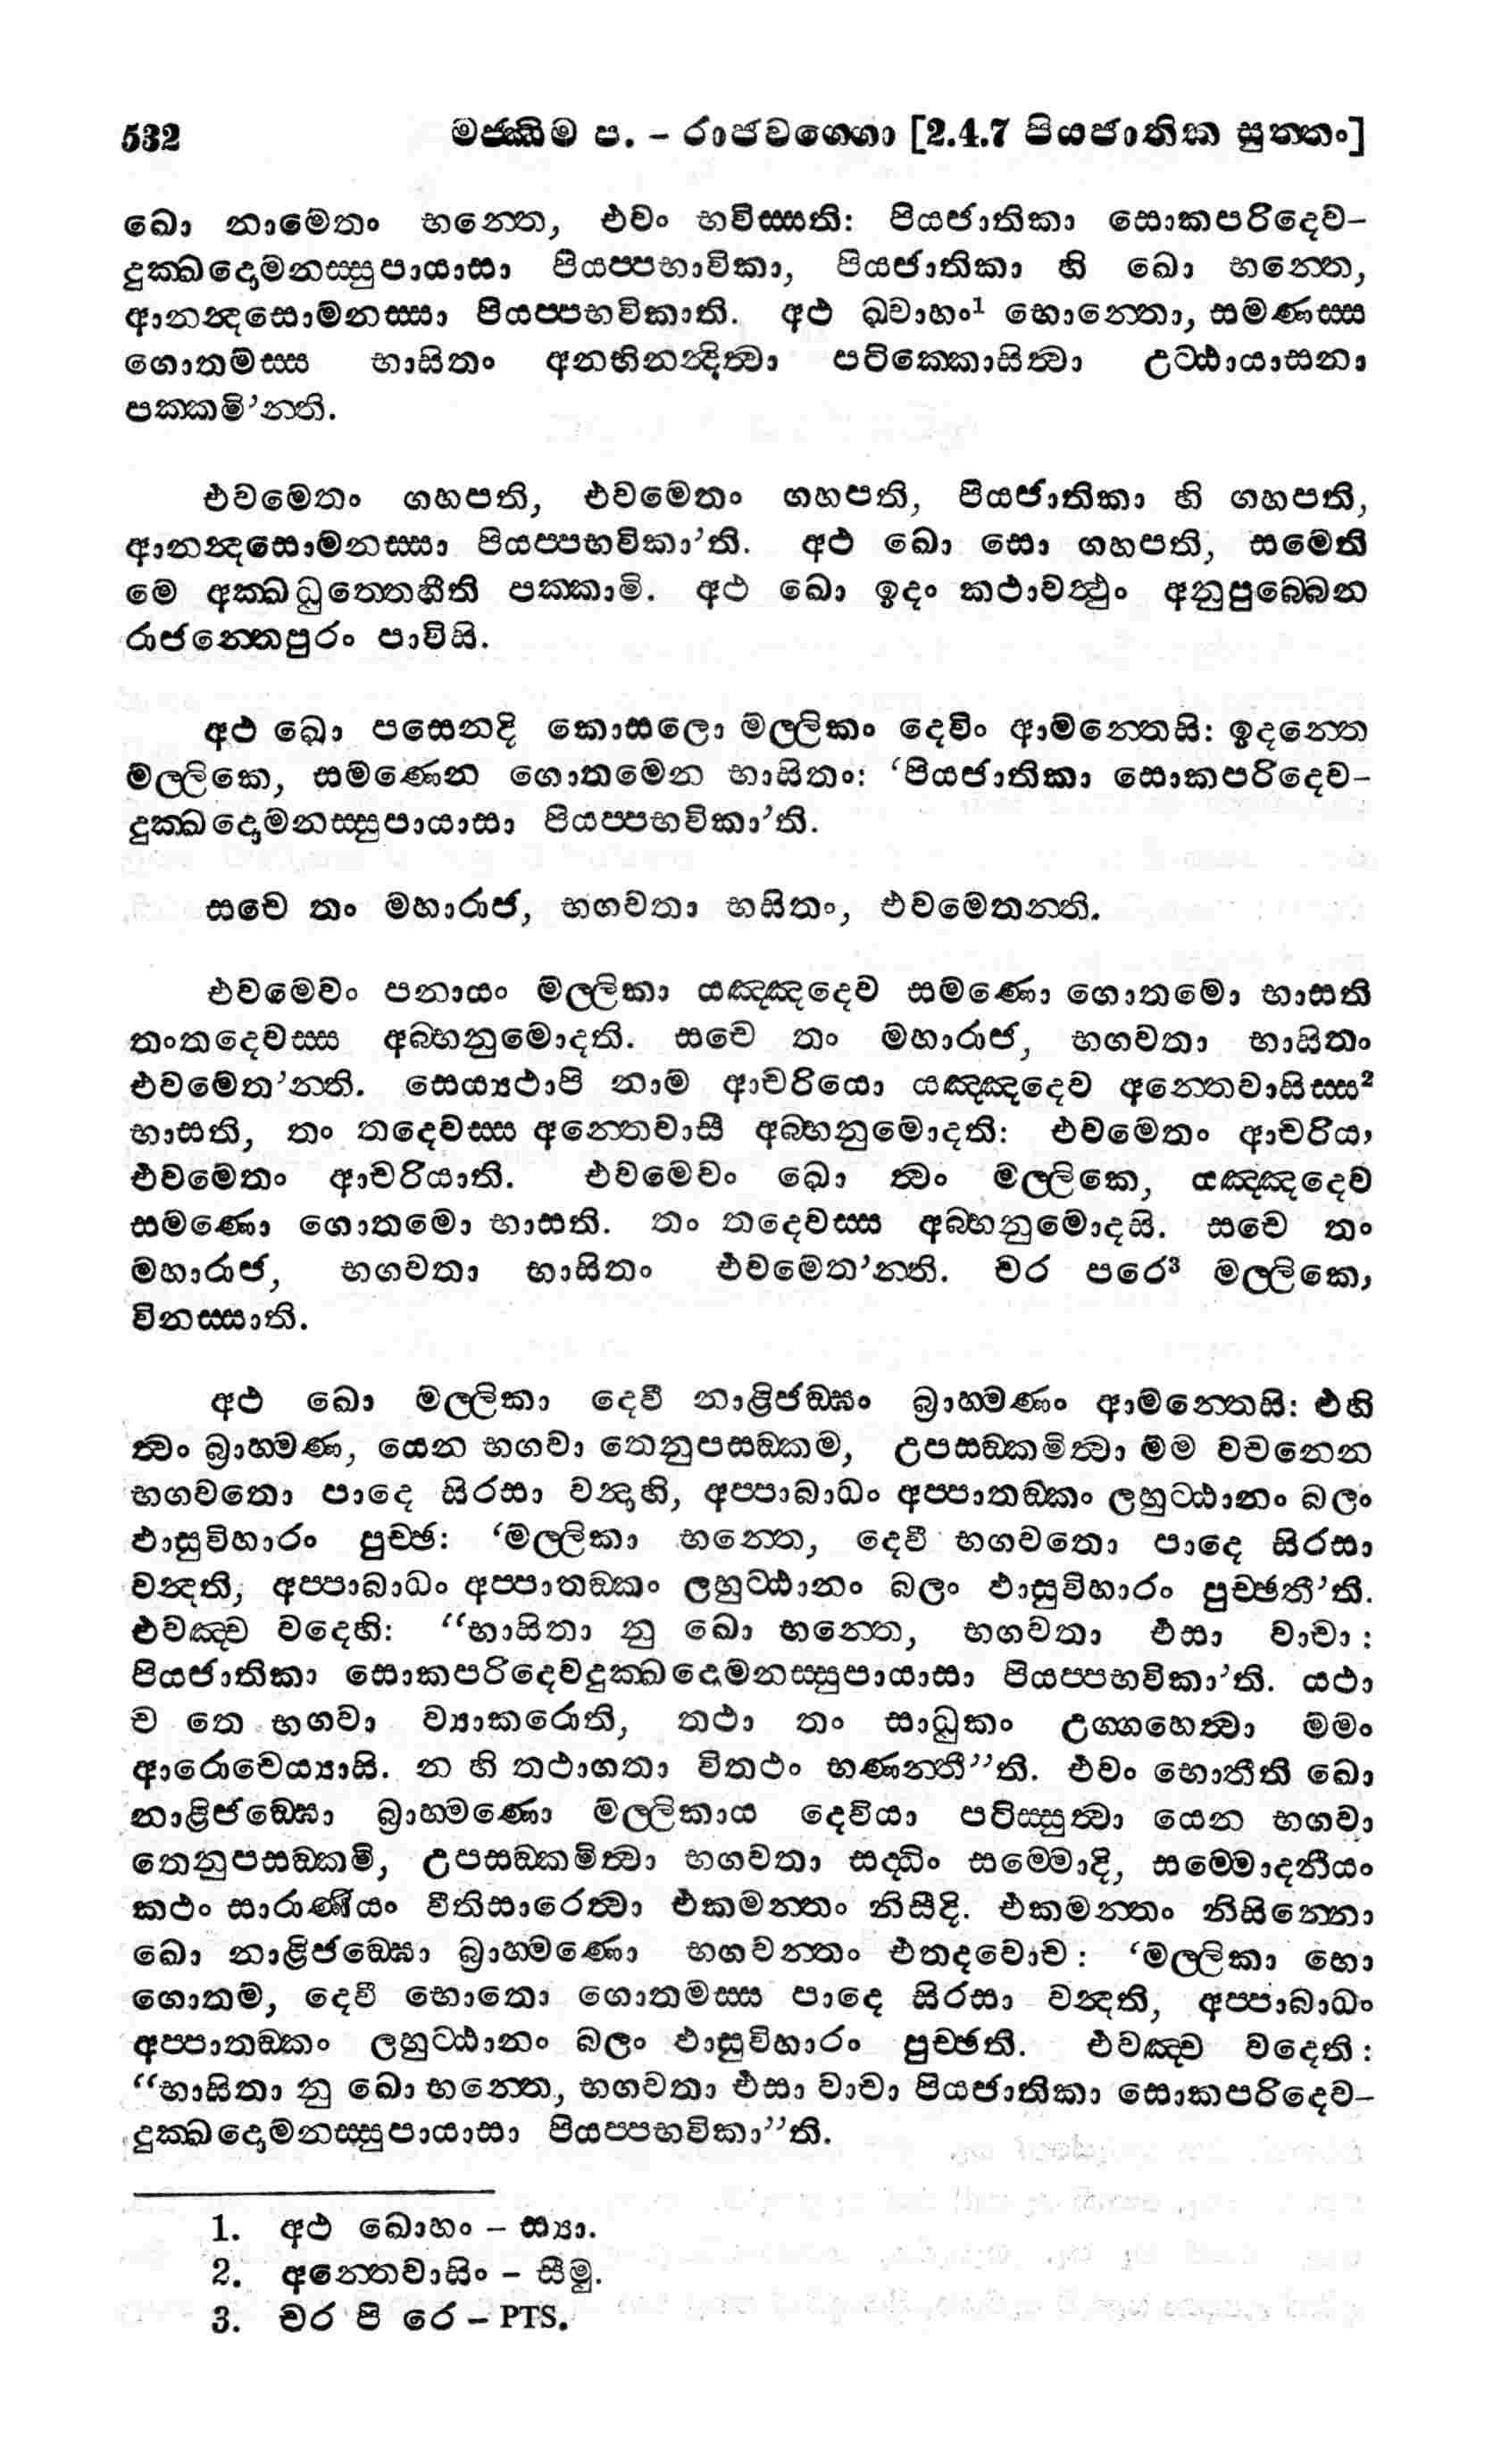 532 මජ්ඣිම ප. – රාජවග්ගො [2.4.7 පියජාතික සුත්තං]
ඛො නාමෙතං භන්තෙ, එවං භවිස්සති: පියජාතිකා සොකපරිදෙව-
දුක්ඛදොමනස්සුපායාසා පියප්පභාවිකා, පියජාතිකා හි ඛො භන්තෙ,
ආනන්දසොමනස්සා පියප්පභවිකාති. අථ ඛ්වාහං¹ භොන්තො, සමණස්ස
ගොතමස්ස භාසිතං අනභිනන්දිත්වා පටික්කොසිත්වා උට්ඨායාසනා
පක්කමි’න්ති.
එවමෙතං ගහපති, එවමෙතං ගහපති, පියජාතිකා හි ගහපති,
ආනන්දසොමනස්සා පියප්පභවිකා’ති. අථ ඛො සො ගහපති, සමෙති
මෙ අක්ඛධුත්තෙහීති පක්කාමි. අථ ඛො ඉදං කථාවත්ථුං අනුපුබ්බෙන
රාජන්තෙපුරං පාවිසි.
අථ ඛො පසෙනදි කොසලො මල්ලිකං දෙවිං ආමන්තෙසි: ඉදන්තෙ
මල්ලිකෙ, සමණෙන ගොතමෙන භාසිතං: ‘පියජාතිකා සොකපරිදෙව-
දුක්ඛදොමනස්සුපායාසා පියප්පභවිකා’ති.
සචෙ තං මහාරාජ, භගවතා භසිතං, එවමෙතන්ති.
එවමෙවං පනායං මල්ලිකා යඤ්ඤදෙව සමණො ගොතමො භාසති
තංතදෙවස්ස අබ්භනුමොදති. සචෙ තං මහාරාජ, භගවතා භාසිතං
එවමෙත’න්ති. සෙය්‍යථාපි නාම ආචරියො යඤ්ඤදෙව අන්තෙවාසිස්ස²
භාසති, තං තදෙවස්ස අන්තෙවාසී අබ්භනුමොදති: එවමෙතං ආචරිය,
එවමෙතං ආචරියාති. එවමෙවං ඛො ත්වං මල්ලිකෙ, යඤ්ඤදෙව
සමණො ගොතමො භාසති. තං තදෙවස්ස අබ්භනුමොදසි. සචෙ තං
මහාරාජ, භගවතා භාසිතං එවමෙත’න්ති. චර පරෙ³ මල්ලිකෙ,
විනස්සාති.
අථ ඛො මල්ලිකා දෙවී නාළිජඞ්ඝං බ්‍රාහ්මණං ආමන්තෙසි: එහි
ත්වං බ්‍රාහ්මණ, යෙන භගවා තෙනුපසඞ්කම, උපසඞ්කමිත්වා මම වචනෙන
භගවතො පාදෙ සිරසා වන්දාහි, අප්පාබාධං අප්පාතඞ්කං ලහුට්ඨානං බලං
ඵාසුවිහාරං පුච්ඡ: ‘මල්ලිකා භන්තෙ, දෙවී භගවතො පාදෙ සිරසා
වන්දති, අප්පාබාධං අප්පාතඞ්කං ලහුට්ඨානං බලං ඵාසුවිහාරං පුච්ඡතී’ති.
එවඤ්ච වදෙහි: “භාසිතා නු ඛො භන්තෙ, භගවතා එසා වාචා :
පියජාතිකා සොකපරිදෙවදුක්ඛදොමනස්සුපායාසා පියප්පභවිකා’ති. යථා
ච තෙ භගවා ව්‍යාකරොති, තථා තං සාධුකං උග්ගහෙත්වා මමං
ආරොචෙය්‍යාසි. න හි තථාගතා විතථං භණන්තී”ති. එවං භොතීති ඛො
නාළිජඞ්ඝො බ්‍රාහ්මණො මල්ලිකාය දෙවියා පටිස්සුත්වා යෙන භගවා
තෙනුපසඞ්කමි, උපසඞ්කමිත්වා භගවතා සද්ධිං සම්මොදි, සම්මොදනීයං
කථං සාරාණීයං වීතිසාරෙත්වා එකමන්තං නිසීදි. එකමන්තං නිසින්නො
ඛො නාළිජඞ්ඝො බ්‍රාහ්මණො භගවන්තං එතදවොච : ‘මල්ලිකා භො
ගොතම, දෙවී භොතො ගොතමස්ස පාදෙ සිරසා වන්දති, අප්පාබාධං
අප්පාතඞ්කං ලහුට්ඨානං බලං ඵාසුවිහාරං පුච්ඡති. එවඤ්ච වදෙති :
“භාසිතා නු ඛො භන්තෙ, භගවතා එසා වාචා පියජාතිකා සොකපරිදෙව-
දුක්ඛදොමනස්සුපායාසා පියප්පභවිකා”ති.
1. අථ ඛොහං – ස්‍යා.
2. අන්තෙවාසිං – සීමු.
3. චර පි රෙ – PTS.